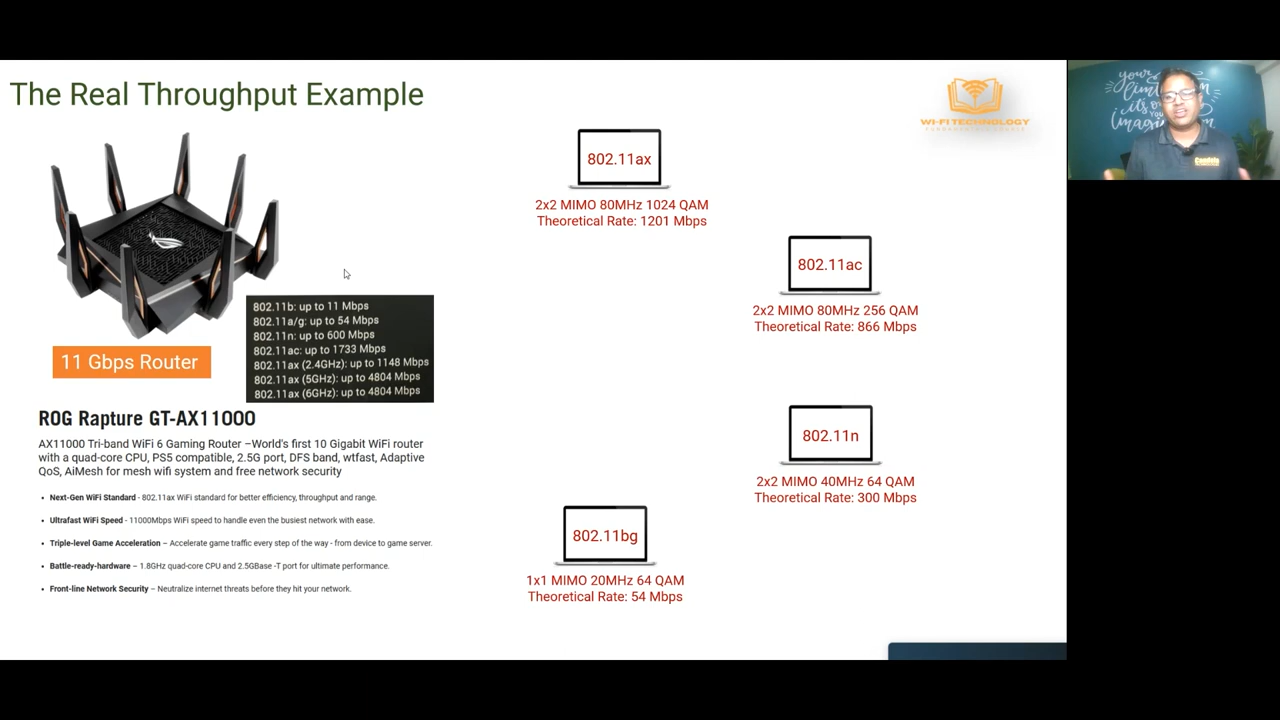 The Real Throughput Example
WI-FI TECHNOLOGY
FUNDAMENTALS COURSE
your
it's
You
imagin
Candela
802.11ax
2x2 MIMO 80MHz 1024 QAM
Theoretical Rate: 1201 Mbps
802.11ac
2x2 MIMO 80MHz 256 QAM
Theoretical Rate: 866 Mbps
802.11b: up to 11 Mbps
802.11a/g: up to 54 Mbps
802.11n: up to 600 Mbps
802.11ac: up to 1733 Mbps
802.11ax (2.4GHz): up to 1148 Mbps
802.11ax (5GHz): up to 4804 Mbps
802.11ax (6GHz): up to 4804 Mbps
11 Gbps Router
ROG Rapture GT-AX11000
AX11000 Tri-band WiFi 6 Gaming Router –World's first 10 Gigabit WiFi router
with a quad-core CPU, PS5 compatible, 2.5G port, DFS band, wtfast, Adaptive
QoS, AiMesh for mesh wifi system and free network security
• Next-Gen WiFi Standard - 802.11ax WiFi standard for better efficiency, throughput and range.
• Ultrafast WiFi Speed - 11000Mbps WiFi speed to handle even the busiest network with ease.
• Triple-level Game Acceleration – Accelerate game traffic every step of the way - from device to game server.
• Battle-ready-hardware – 1.8GHz quad-core CPU and 2.5GBase -T port for ultimate performance.
• Front-line Network Security – Neutralize internet threats before they hit your network.
802.11n
2x2 MIMO 40MHz 64 QAM
Theoretical Rate: 300 Mbps
802.11bg
1x1 MIMO 20MHz 64 QAM
Theoretical Rate: 54 Mbps